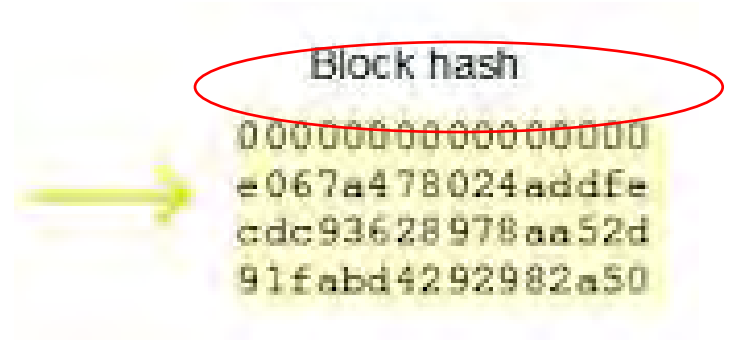 Block hash
0000000000000000
e067a478024addfe
cdc93628978aa52d
91fabd4292982a50